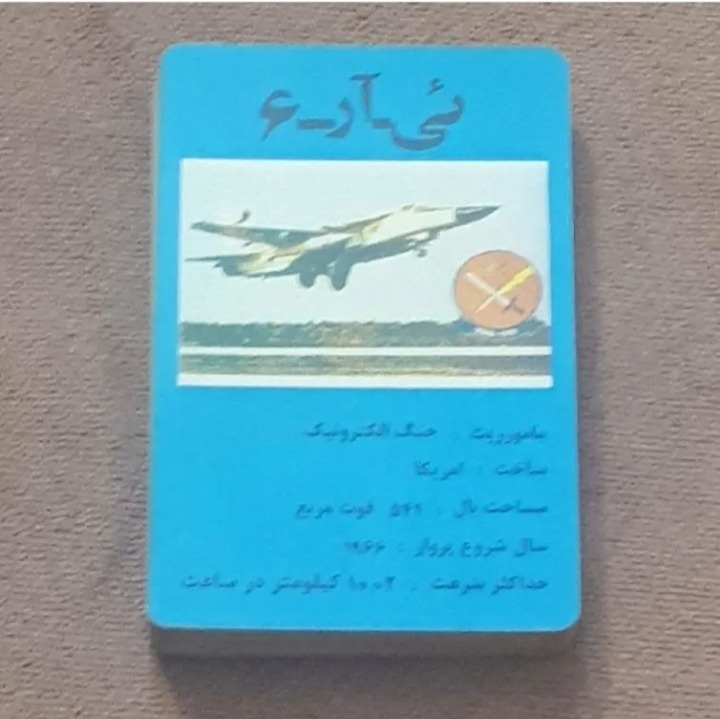 ئی-آر-۶
ماموریت : جنگ الکترونیک
ساخت : امریکا
مساحت بال : ۵۴۲ فوت مربع
سال شروع پرواز : ۱۹۶۶
حداکثر سرعت : ۱۰۰۲ کیلومتر در ساعت